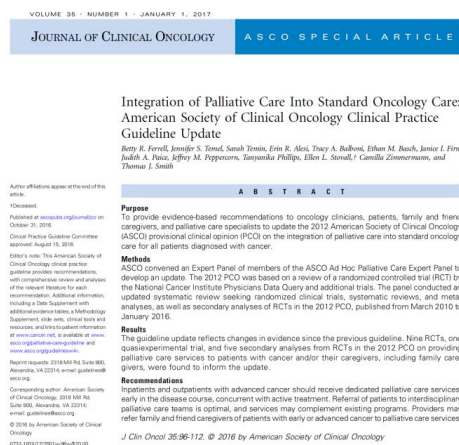 VOLUME 35 · NUMBER 1 · JANUARY 1, 2017
JOURNAL OF CLINICAL ONCOLOGY
ASCO SPECIAL ARTICLE
Integration of Palliative Care Into Standard Oncology Care:
American Society of Clinical Oncology Clinical Practice
Guideline Update
Betty R. Ferrell, Jennifer S. Temel, Sarah Temin, Erin R. Alesi, Tracy A. Balboni, Ethan M. Basch, Janice I. Firn,
Judith A. Paice, Jeffrey M. Peppercorn, Tanyanika Phillips, Ellen L. Stovall,† Camilla Zimmermann, and
Thomas J. Smith
Author affiliations appear at the end of this
article.
†Deceased.
Published at ascopubs.org/journal/jco on
October 31, 2016.
Clinical Practice Guideline Committee
approved: August 15, 2016.
Editor's note: This American Society of
Clinical Oncology clinical practice
guideline provides recommendations,
with comprehensive review and analyses
of the relevant literature for each
recommendation. Additional information,
including a Data Supplement with
additional evidence tables, a Methodology
Supplement, slide sets, clinical tools and
resources, and links to patient information
at www.cancer.net, is available at www.
asco.org/palliative-care-guideline and
www.asco.org/guidelineswiki.
Reprint requests: 2318 Mill Rd, Suite 800,
Alexandria, VA 22314; e-mail: guidelines@
asco.org.
Corresponding author: American Society
of Clinical Oncology, 2318 Mill Rd,
Suite 800, Alexandria, VA 22314;
e-mail: guidelines@asco.org.
© 2016 by American Society of Clinical
Oncology
0732-183X/17/3501w-96w/$20.00
ABSTRACT
Purpose
To provide evidence-based recommendations to oncology clinicians, patients, family and friend
caregivers, and palliative care specialists to update the 2012 American Society of Clinical Oncology
(ASCO) provisional clinical opinion (PCO) on the integration of palliative care into standard oncology
care for all patients diagnosed with cancer.
Methods
ASCO convened an Expert Panel of members of the ASCO Ad Hoc Palliative Care Expert Panel to
develop an update. The 2012 PCO was based on a review of a randomized controlled trial (RCT) by
the National Cancer Institute Physicians Data Query and additional trials. The panel conducted an
updated systematic review seeking randomized clinical trials, systematic reviews, and meta-
analyses, as well as secondary analyses of RCTs in the 2012 PCO, published from March 2010 to
January 2016.
Results
The guideline update reflects changes in evidence since the previous guideline. Nine RCTs, one
quasiexperimental trial, and five secondary analyses from RCTs in the 2012 PCO on providing
palliative care services to patients with cancer and/or their caregivers, including family care-
givers, were found to inform the update.
Recommendations
Inpatients and outpatients with advanced cancer should receive dedicated palliative care services,
early in the disease course, concurrent with active treatment. Referral of patients to interdisciplinary
palliative care teams is optimal, and services may complement existing programs. Providers may
refer family and friend caregivers of patients with early or advanced cancer to palliative care services.
J Clin Oncol 35:96-112. © 2016 by American Society of Clinical Oncology